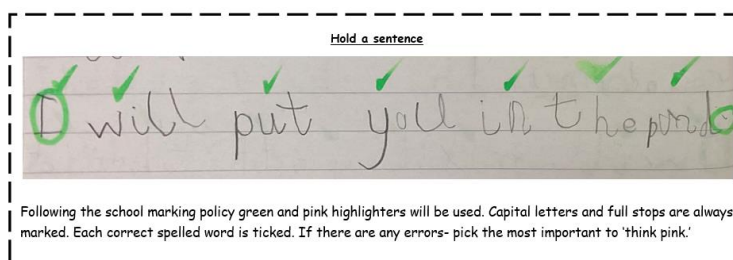 Hold a sentence
I will put you in the pond.
Following the school marking policy green and pink highlighters will be used. Capital letters and full stops are always
marked. Each correct spelled word is ticked. If there are any errors- pick the most important to 'think pink.'